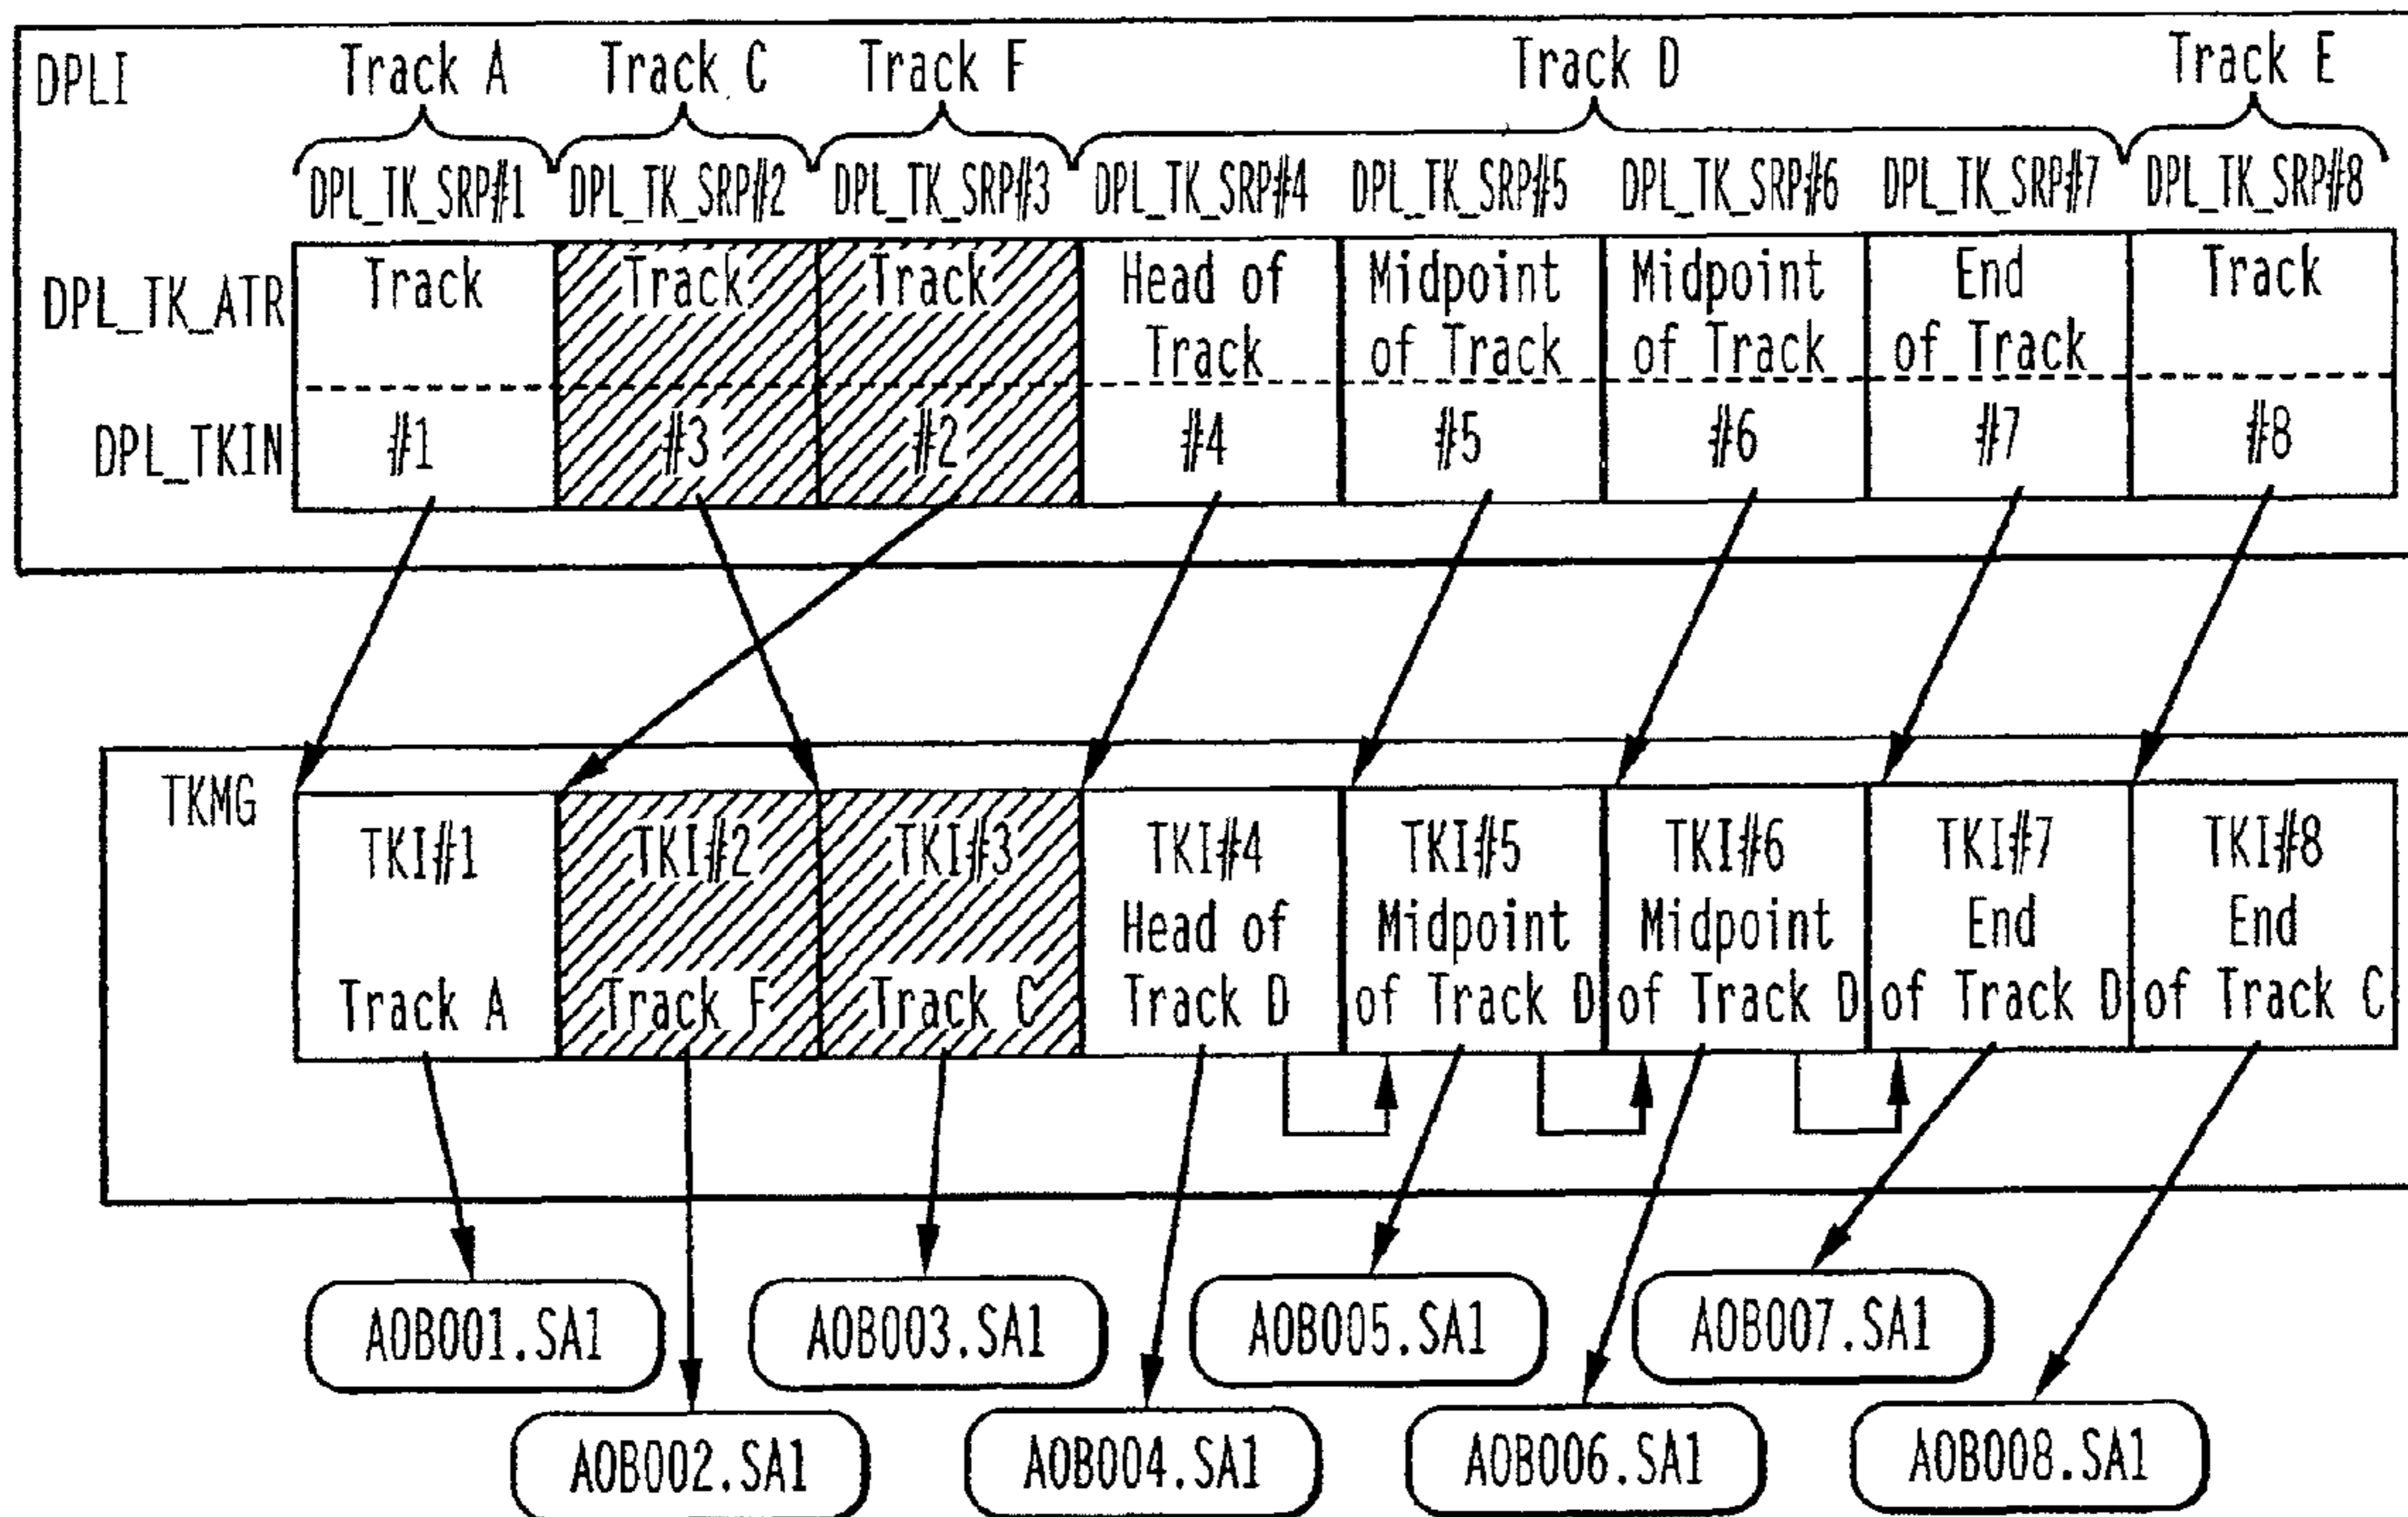 DPLI
Track A Track C Track F Track D Track E
DPL_TK_SRP#1 DPL_TK_SRP#2 DPL_TK_SRP#3 DPL_TK_SRP#4 DPL_TK_SRP#5 DPL_TK_SRP#6 DPL_TK_SRP#7 DPL_TK_SRP#8
DPL_TK_ATR
Track Track Track Head of Midpoint Midpoint End Track
Track of Track of Track of Track
DPL_TKIN #1 #3 #2 #4 #5 #6 #7 #8
TKMG
TKI#1 TKI#2 TKI#3 TKI#4 TKI#5 TKI#6 TKI#7 TKI#8
Head of Midpoint Midpoint End End
Track A Track F Track C Track D of Track D of Track D of Track D of Track C
AOB001.SA1 AOB003.SA1 AOB005.SA1 AOB007.SA1
AOB002.SA1 AOB004.SA1 AOB006.SA1 AOB008.SA1